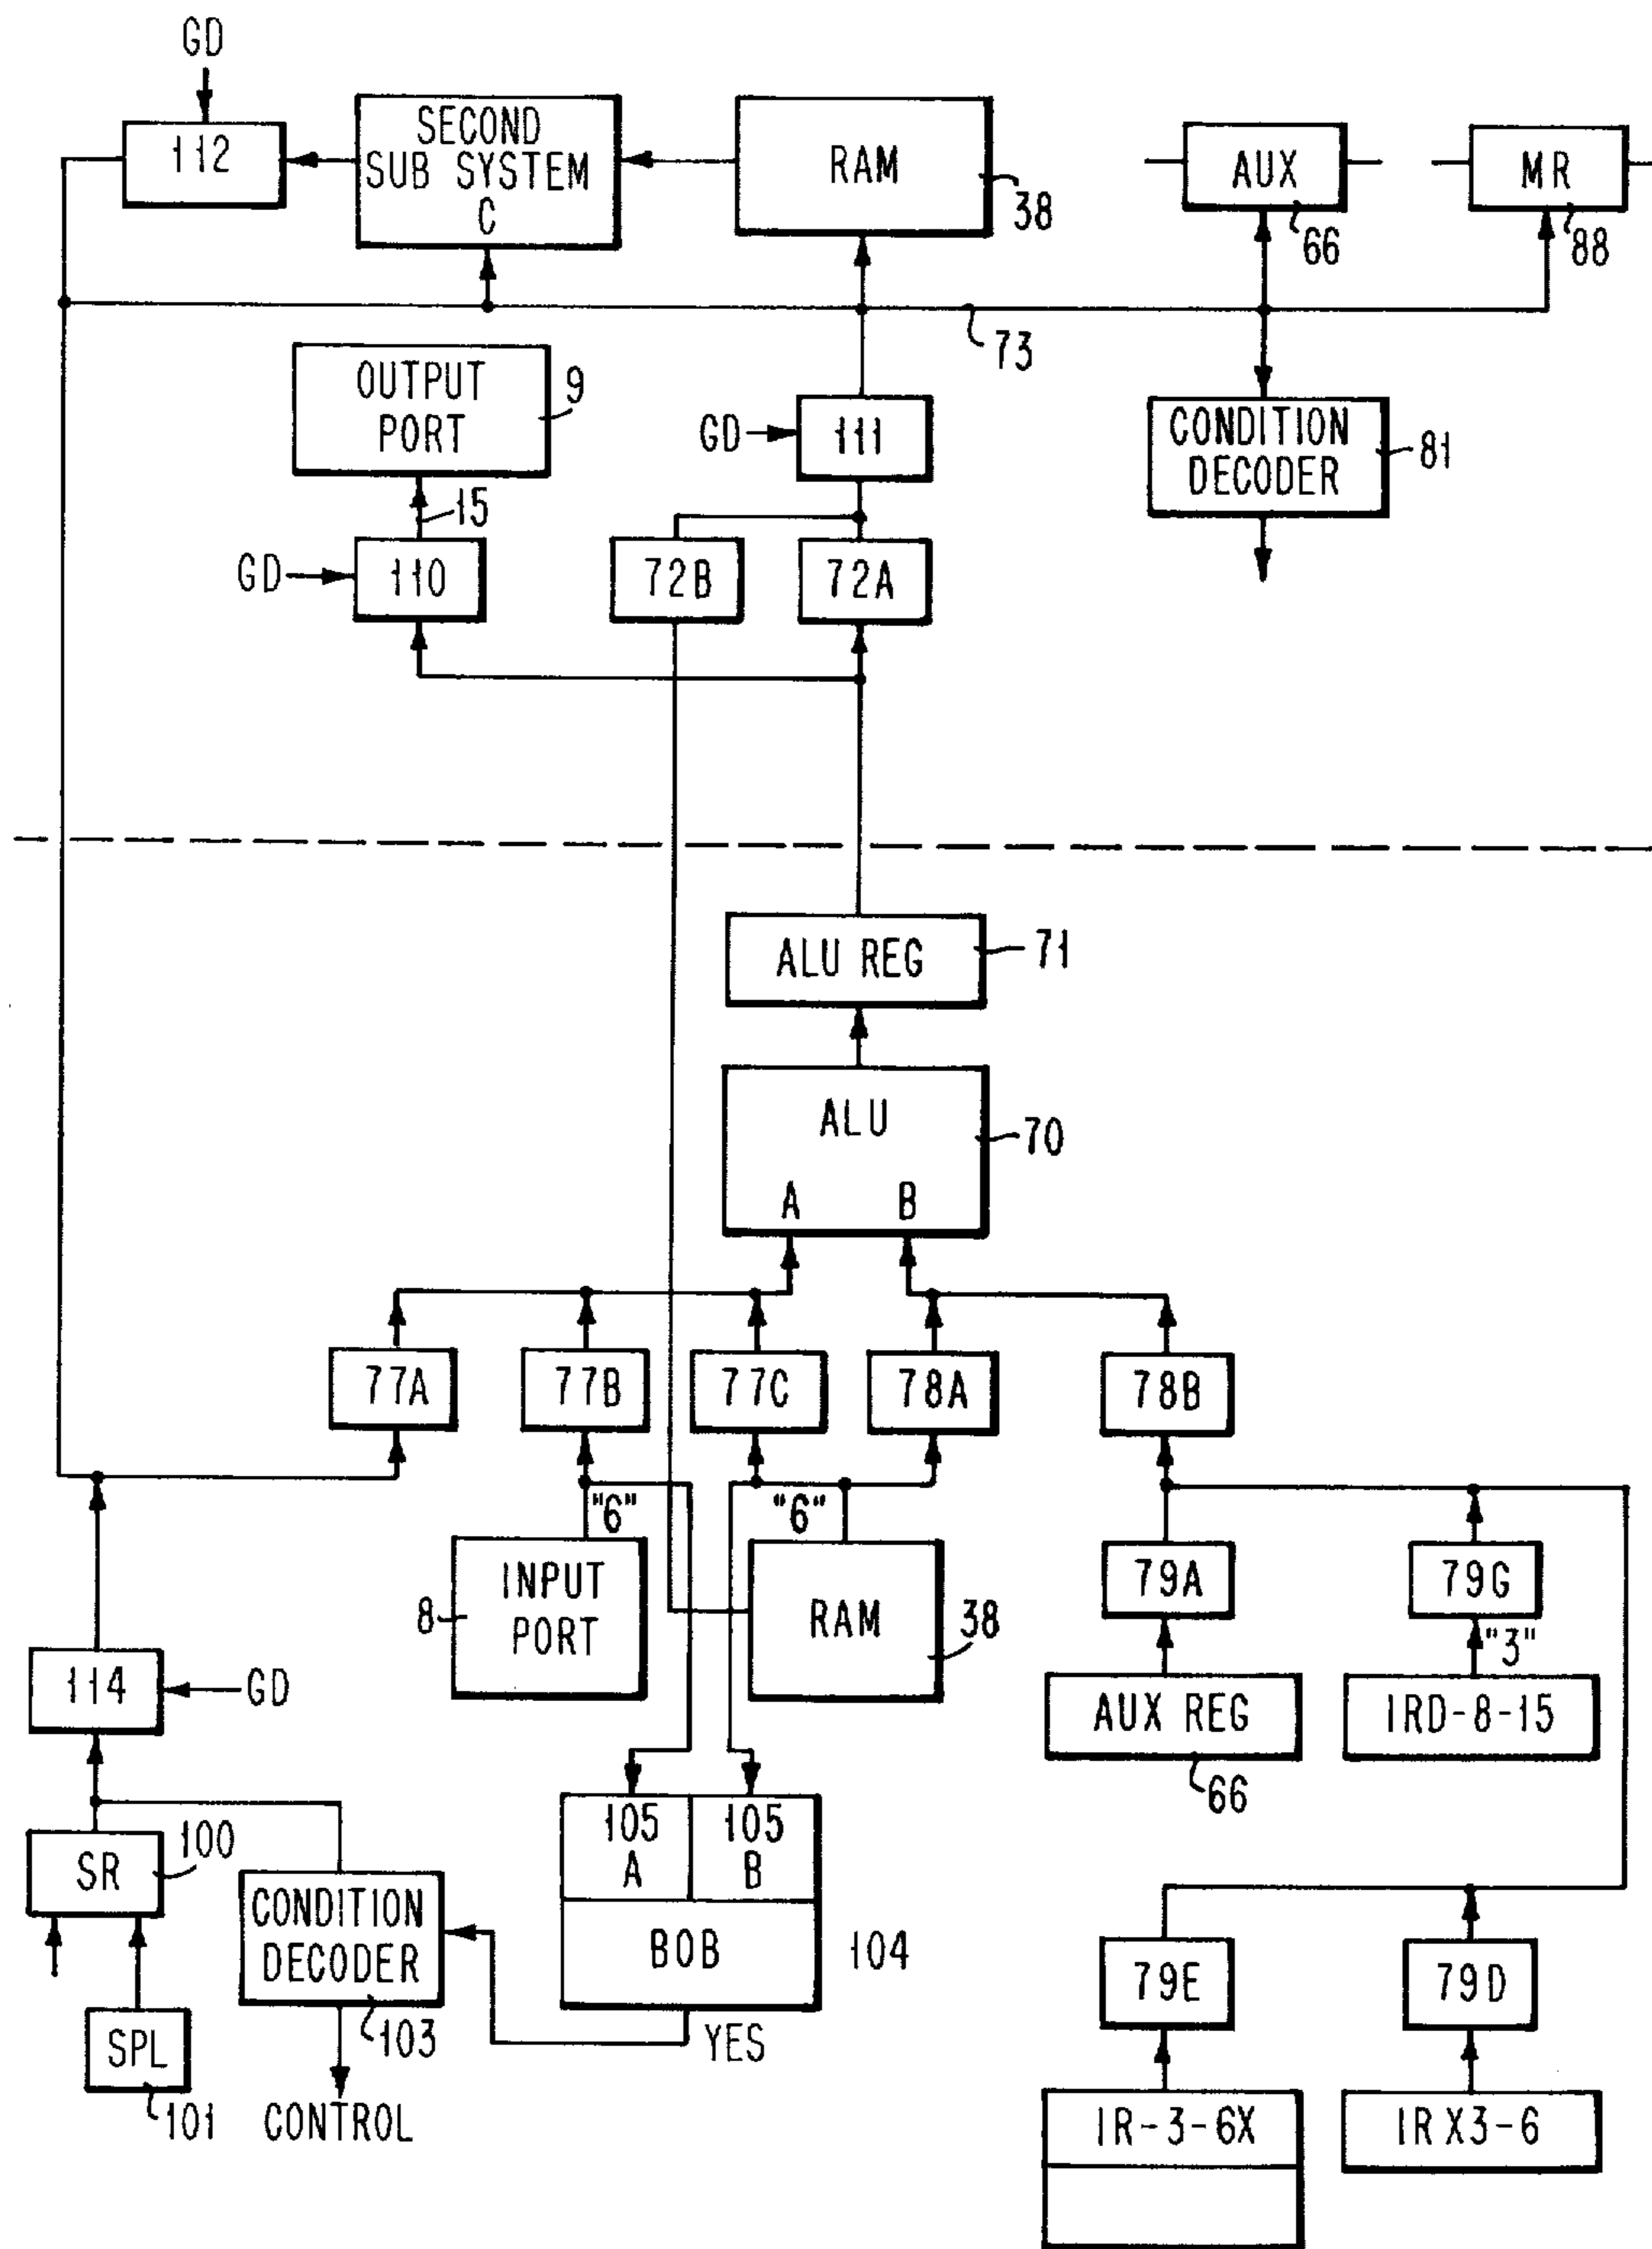 GD
112
SECOND
SUB SYSTEM
C
RAM
38
AUX
66
MR
88
73
OUTPUT
PORT
9
GD
111
CONDITION
DECODER
81
15
GD
110
72B
72A
ALU REG
71
ALU
70
A
B
77A
77B
77C
78A
78B
"6"
"6"
INPUT
PORT
8
RAM
38
79A
79G
"3"
AUX REG
66
IRD-8-15
114
GD
SR
100
CONDITION
DECODER
103
105
A
105
B
BOB
104
YES
SPL
101
CONTROL
79E
79D
IR-3-6X
IR X3-6